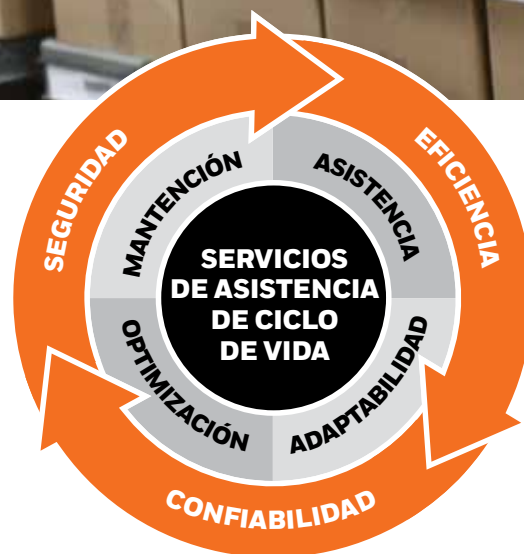 SEGURIDAD
EFICIENCIA
CONFIABILIDAD
MANTENCIÓN
ASISTENCIA
ADAPTABILIDAD
OPTIMIZACIÓN
SERVICIOS
DE ASISTENCIA
DE CICLO
DE VIDA